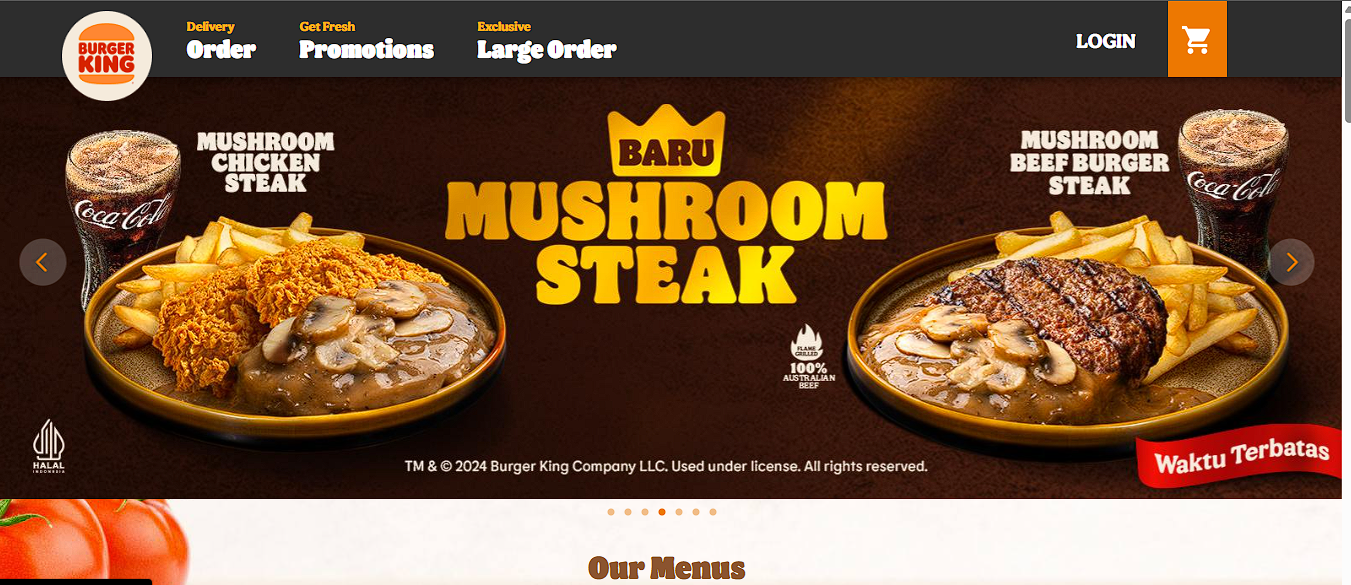 BURGER
KING
Delivery
Order
Get Fresh
Promotions
Exclusive
Large Order
LOGIN
MUSHROOM
CHICKEN
STEAK
BARU
MUSHROOM
STEAK
MUSHROOM
BEEF BURGER
STEAK
Coca-Cola
Coca-Cola
FLAME
GRILLED
100%
AUSTRALIAN
BEEF
HALAL
INDONESIA
TM & © 2024 Burger King Company LLC. Used under license. All rights reserved.
Waktu Terbatas
Our Menus